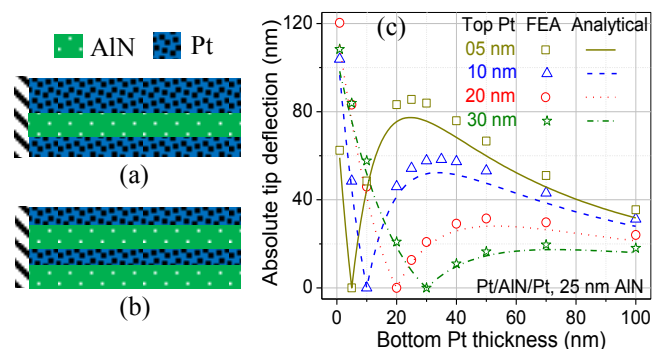 AlN Pt
(a)
(b)
(c)
Absolute tip deflection (nm)
120
80
40
0
Top Pt FEA Analytical
05 nm
10 nm
20 nm
30 nm
Pt/AlN/Pt, 25 nm AlN
0 20 40 60 80 100
Bottom Pt thickness (nm)